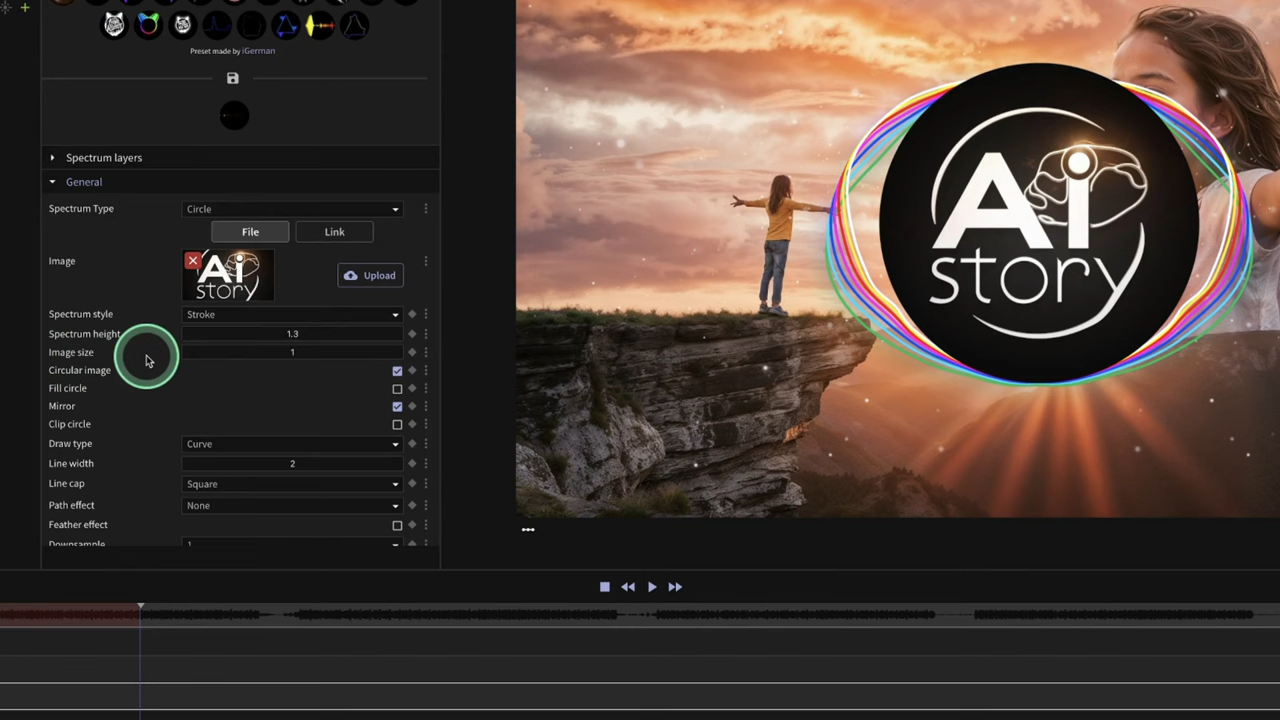 Preset made by iGerman
Spectrum layers
General
Spectrum Type
Circle
File
Link
Image
Ai
story
Upload
Spectrum style
Stroke
Spectrum height
1.3
Image size
1
Circular image
Fill circle
Mirror
Clip circle
Draw type
Curve
Line width
2
Line cap
Square
Path effect
None
Feather effect
Downsample
1
Ai
story